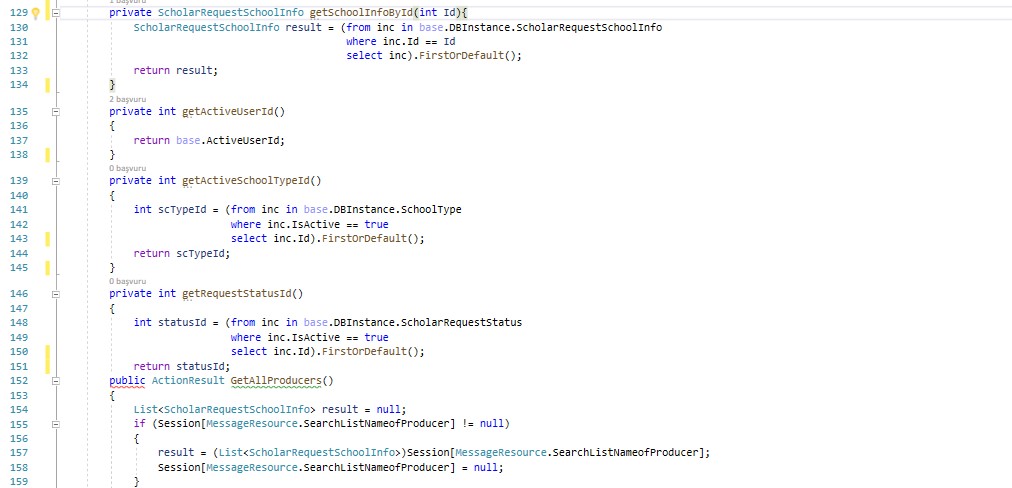 1 başvuru
129 private ScholarRequestSchoolInfo getSchoolInfoById(int Id){
130 ScholarRequestSchoolInfo result = (from inc in base.DBInstance.ScholarRequestSchoolInfo
131 where inc.Id == Id
132 select inc).FirstOrDefault();
133 return result;
134 }
2 başvuru
135 private int getActiveUserId()
136 {
137 return base.ActiveUserId;
138 }
0 başvuru
139 private int getActiveSchoolTypeId()
140 {
141 int scTypeId = (from inc in base.DBInstance.SchoolType
142 where inc.IsActive == true
143 select inc.Id).FirstOrDefault();
144 return scTypeId;
145 }
0 başvuru
146 private int getRequestStatusId()
147 {
148 int statusId = (from inc in base.DBInstance.ScholarRequestStatus
149 where inc.IsActive == true
150 select inc.Id).FirstOrDefault();
151 return statusId;
152 public ActionResult GetAllProducers()
153 {
154 List<ScholarRequestSchoolInfo> result = null;
155 if (Session[MessageResource.SearchListNameofProducer] != null)
156 {
157 result = (List<ScholarRequestSchoolInfo>)Session[MessageResource.SearchListNameofProducer];
158 Session[MessageResource.SearchListNameofProducer] = null;
159 }